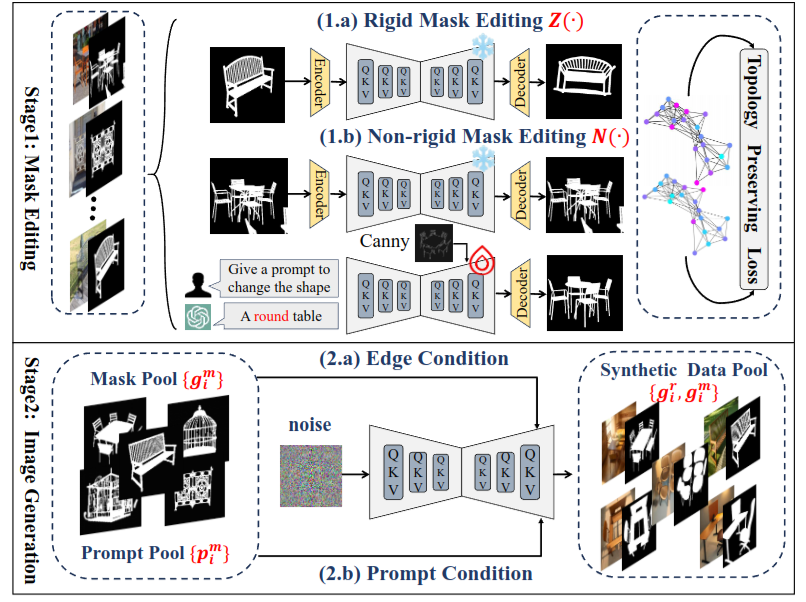 Stage1: Mask Editing
(1.a) Rigid Mask Editing Z(·)
Encoder
Q K V
Q K V
Q K V
Q K V
Q K V
Q K V
Decoder
(1.b) Non-rigid Mask Editing N(·)
Encoder
Q K V
Q K V
Q K V
Q K V
Q K V
Q K V
Decoder
Canny
Give a prompt to
change the shape
A round table
Q K V
Q K V
Q K V
Q K V
Q K V
Q K V
Decoder
Topology Preserving Loss
Stage2: Image Generation
Mask Pool {g_i^m}
Prompt Pool {p_i^m}
(2.a) Edge Condition
noise
Q K V
Q K V
Q K V
Q K V
Q K V
Q K V
(2.b) Prompt Condition
Synthetic Data Pool
{g_i^r, g_i^m}